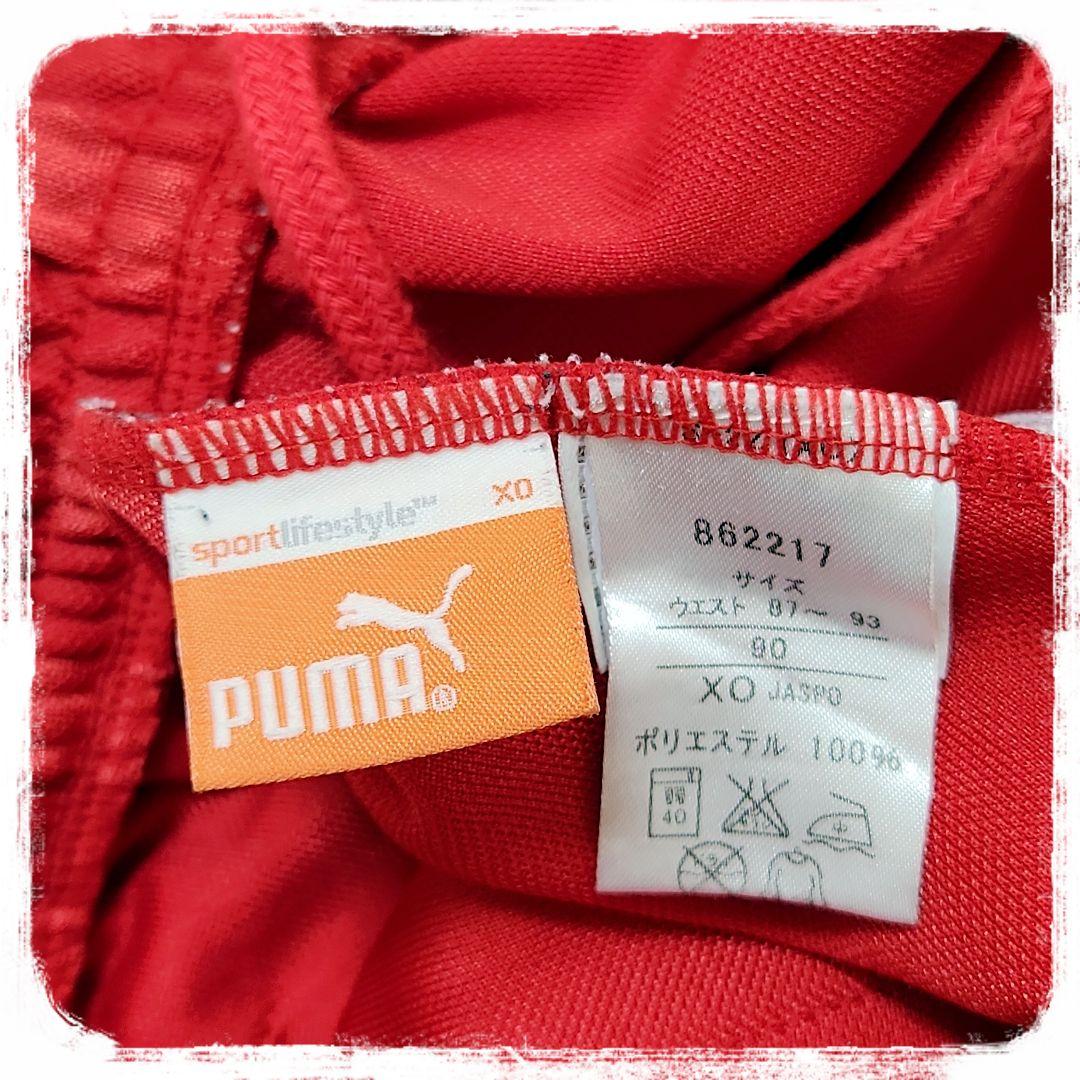 XO
sportlifestyle™
PUMA®
862217
サイズ
ウエスト 87〜 93
90
XO JASPO
ポリエステル 100%
40